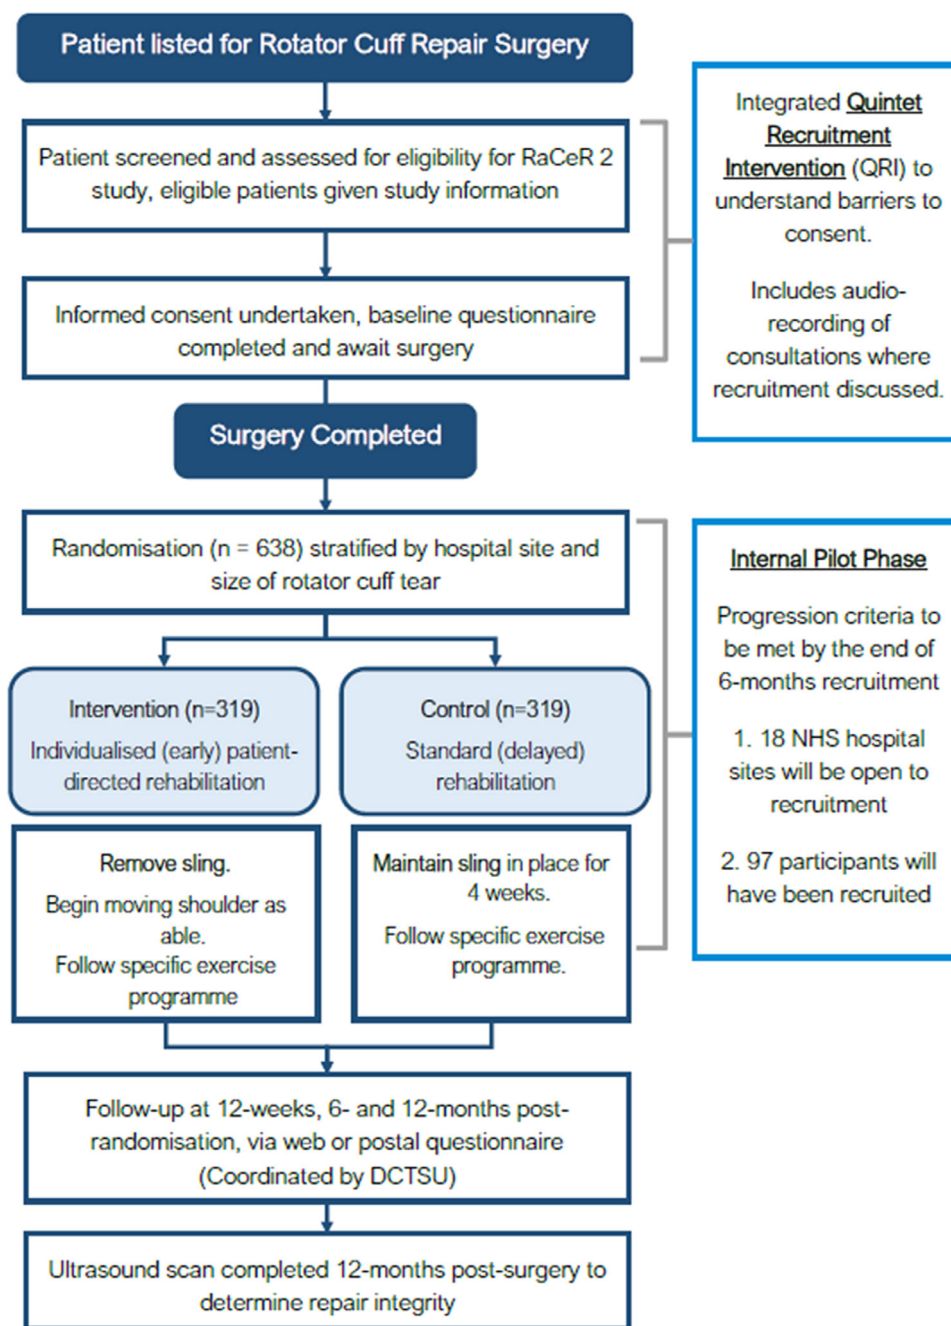 Patient listed for Rotator Cuff Repair Surgery
Patient screened and assessed for eligibility for RaCeR 2
study, eligible patients given study information
Informed consent undertaken, baseline questionnaire
completed and await surgery
Integrated Quintet
Recruitment
Intervention (QRI) to
understand barriers to
consent.
Includes audio-
recording of
consultations where
recruitment discussed.
Surgery Completed
Randomisation (n = 638) stratified by hospital site and
size of rotator cuff tear
Intervention (n=319)
Individualised (early) patient-
directed rehabilitation
Control (n=319)
Standard (delayed)
rehabilitation
Remove sling.
Begin moving shoulder as
able.
Follow specific exercise
programme
Maintain sling in place for
4 weeks.
Follow specific exercise
programme.
Internal Pilot Phase
Progression criteria to
be met by the end of
6-months recruitment
1. 18 NHS hospital
sites will be open to
recruitment
2. 97 participants will
have been recruited
Follow-up at 12-weeks, 6- and 12-months post-
randomisation, via web or postal questionnaire
(Coordinated by DCTSU)
Ultrasound scan completed 12-months post-surgery to
determine repair integrity